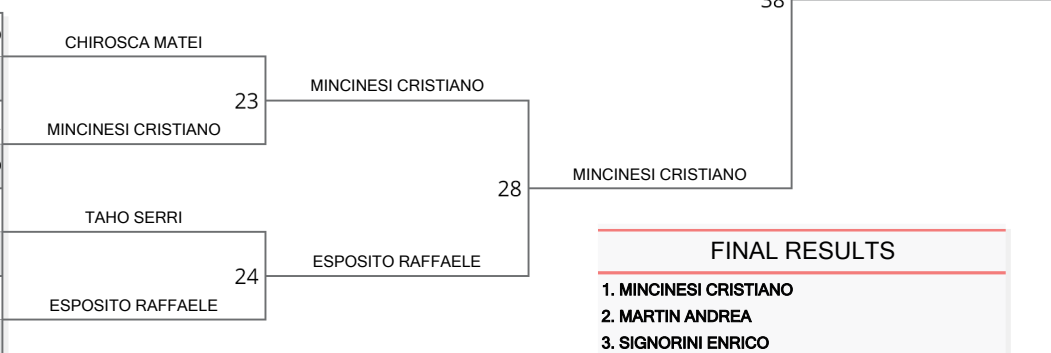 38
CHIROSCA MATEI
MINCINESI CRISTIANO
23
MINCINESI CRISTIANO
MINCINESI CRISTIANO
28
TAHO SERRI
ESPOSITO RAFFAELE
24
ESPOSITO RAFFAELE
FINAL RESULTS
1. MINCINESI CRISTIANO
2. MARTIN ANDREA
3. SIGNORINI ENRICO